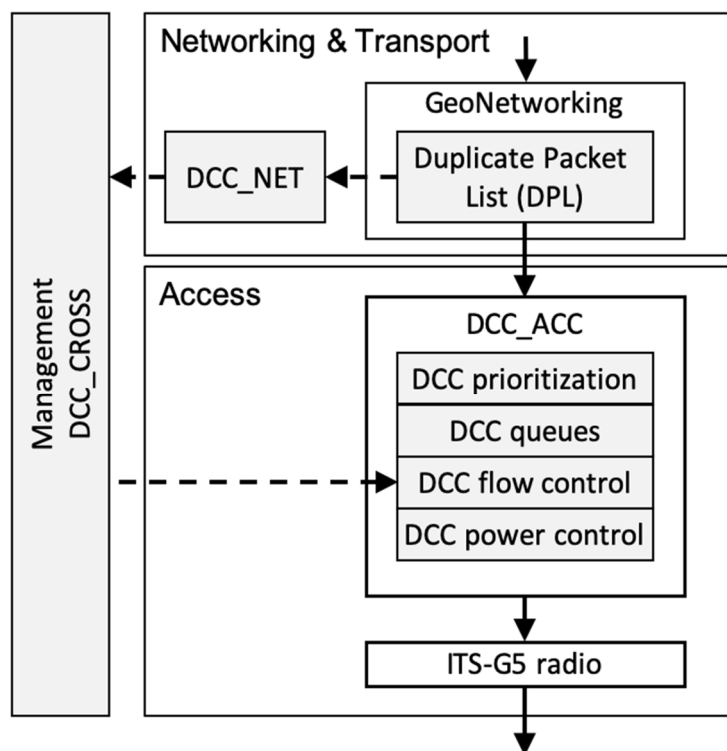 Networking & Transport
GeoNetworking
Duplicate Packet
List (DPL)
DCC_NET
Management
DCC_CROSS
Access
DCC_ACC
DCC prioritization
DCC queues
DCC flow control
DCC power control
ITS-G5 radio